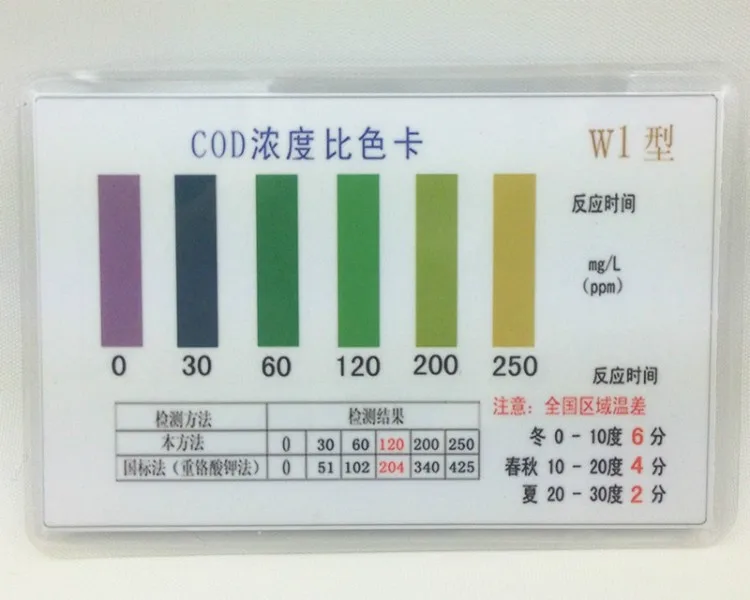 COD浓度比色卡 W1型
反应时间
mg/L
(ppm)
0 30 60 120 200 250
反应时间
检测方法 检测结果
本方法 0 30 60 120 200 250
国标法（重铬酸钾法） 0 51 102 204 340 425
注意：全国区域温差
冬 0 - 10度 6 分
春秋 10 - 20度 4 分
夏 20 - 30度 2 分